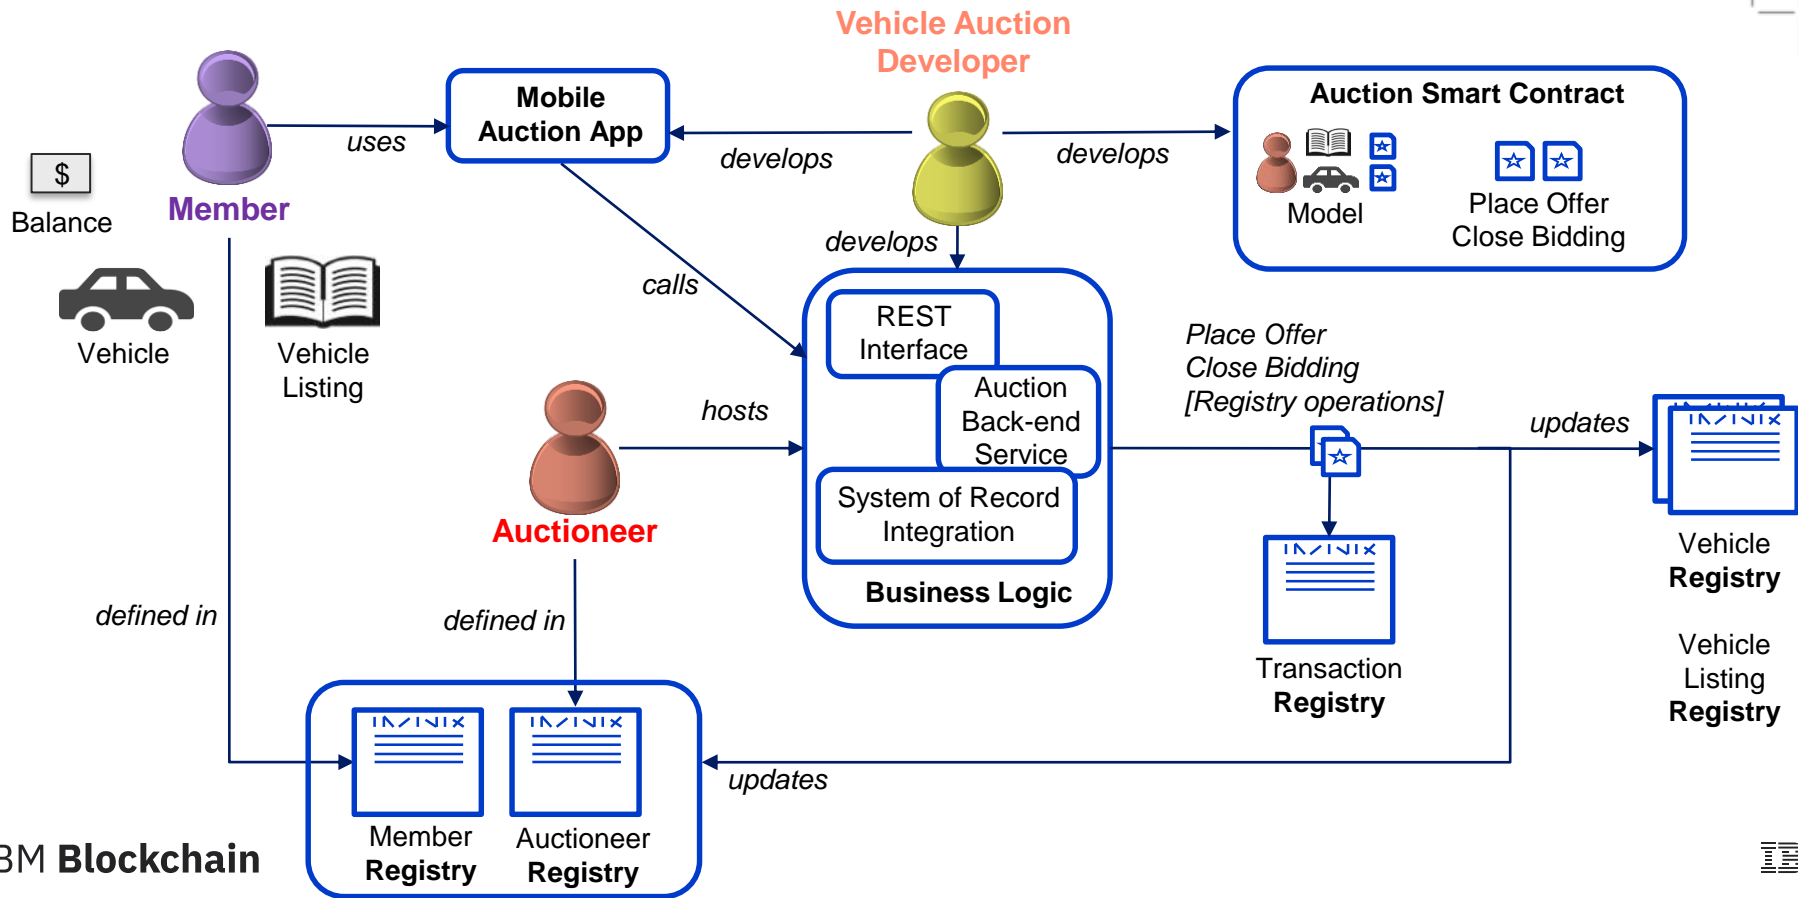 Vehicle Auction
Developer
Mobile
Auction App
Auction Smart Contract
uses
develops
develops
$
Balance
Member
Model
Place Offer
Close Bidding
develops
calls
Vehicle
Vehicle
Listing
REST
Interface
Auction
Back-end
Service
System of Record
Integration
Business Logic
hosts
Auctioneer
Place Offer
Close Bidding
[Registry operations]
updates
Vehicle
Registry
Vehicle
Listing
Registry
Transaction
Registry
defined in
defined in
updates
Member
Registry
Auctioneer
Registry
BM Blockchain